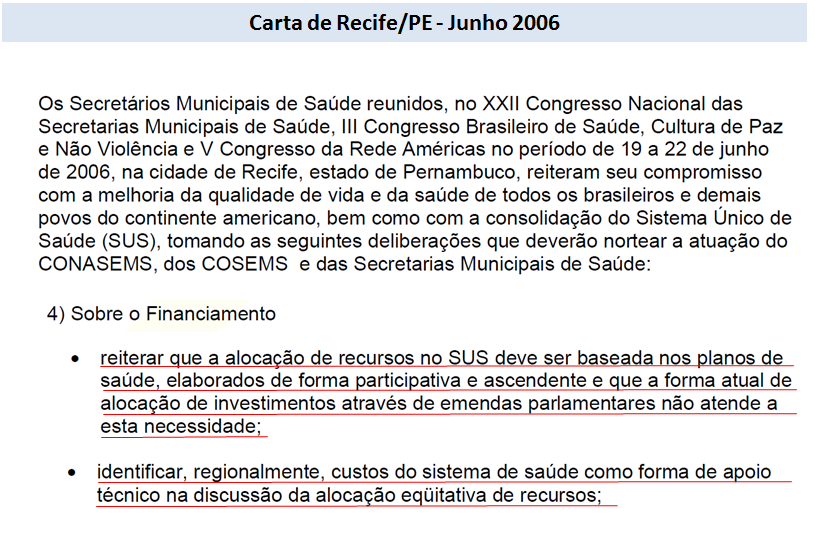 Carta de Recife/PE - Junho 2006
Os Secretários Municipais de Saúde reunidos, no XXII Congresso Nacional das
Secretarias Municipais de Saúde, III Congresso Brasileiro de Saúde, Cultura de Paz
e Não Violência e V Congresso da Rede Américas no período de 19 a 22 de junho
de 2006, na cidade de Recife, estado de Pernambuco, reiteram seu compromisso
com a melhoria da qualidade de vida e da saúde de todos os brasileiros e demais
povos do continente americano, bem como com a consolidação do Sistema Único de
Saúde (SUS), tomando as seguintes deliberações que deverão nortear a atuação do
CONASEMS, dos COSEMS e das Secretarias Municipais de Saúde:
4) Sobre o Financiamento
• reiterar que a alocação de recursos no SUS deve ser baseada nos planos de
saúde, elaborados de forma participativa e ascendente e que a forma atual de
alocação de investimentos através de emendas parlamentares não atende a
esta necessidade;
• identificar, regionalmente, custos do sistema de saúde como forma de apoio
técnico na discussão da alocação eqüitativa de recursos;